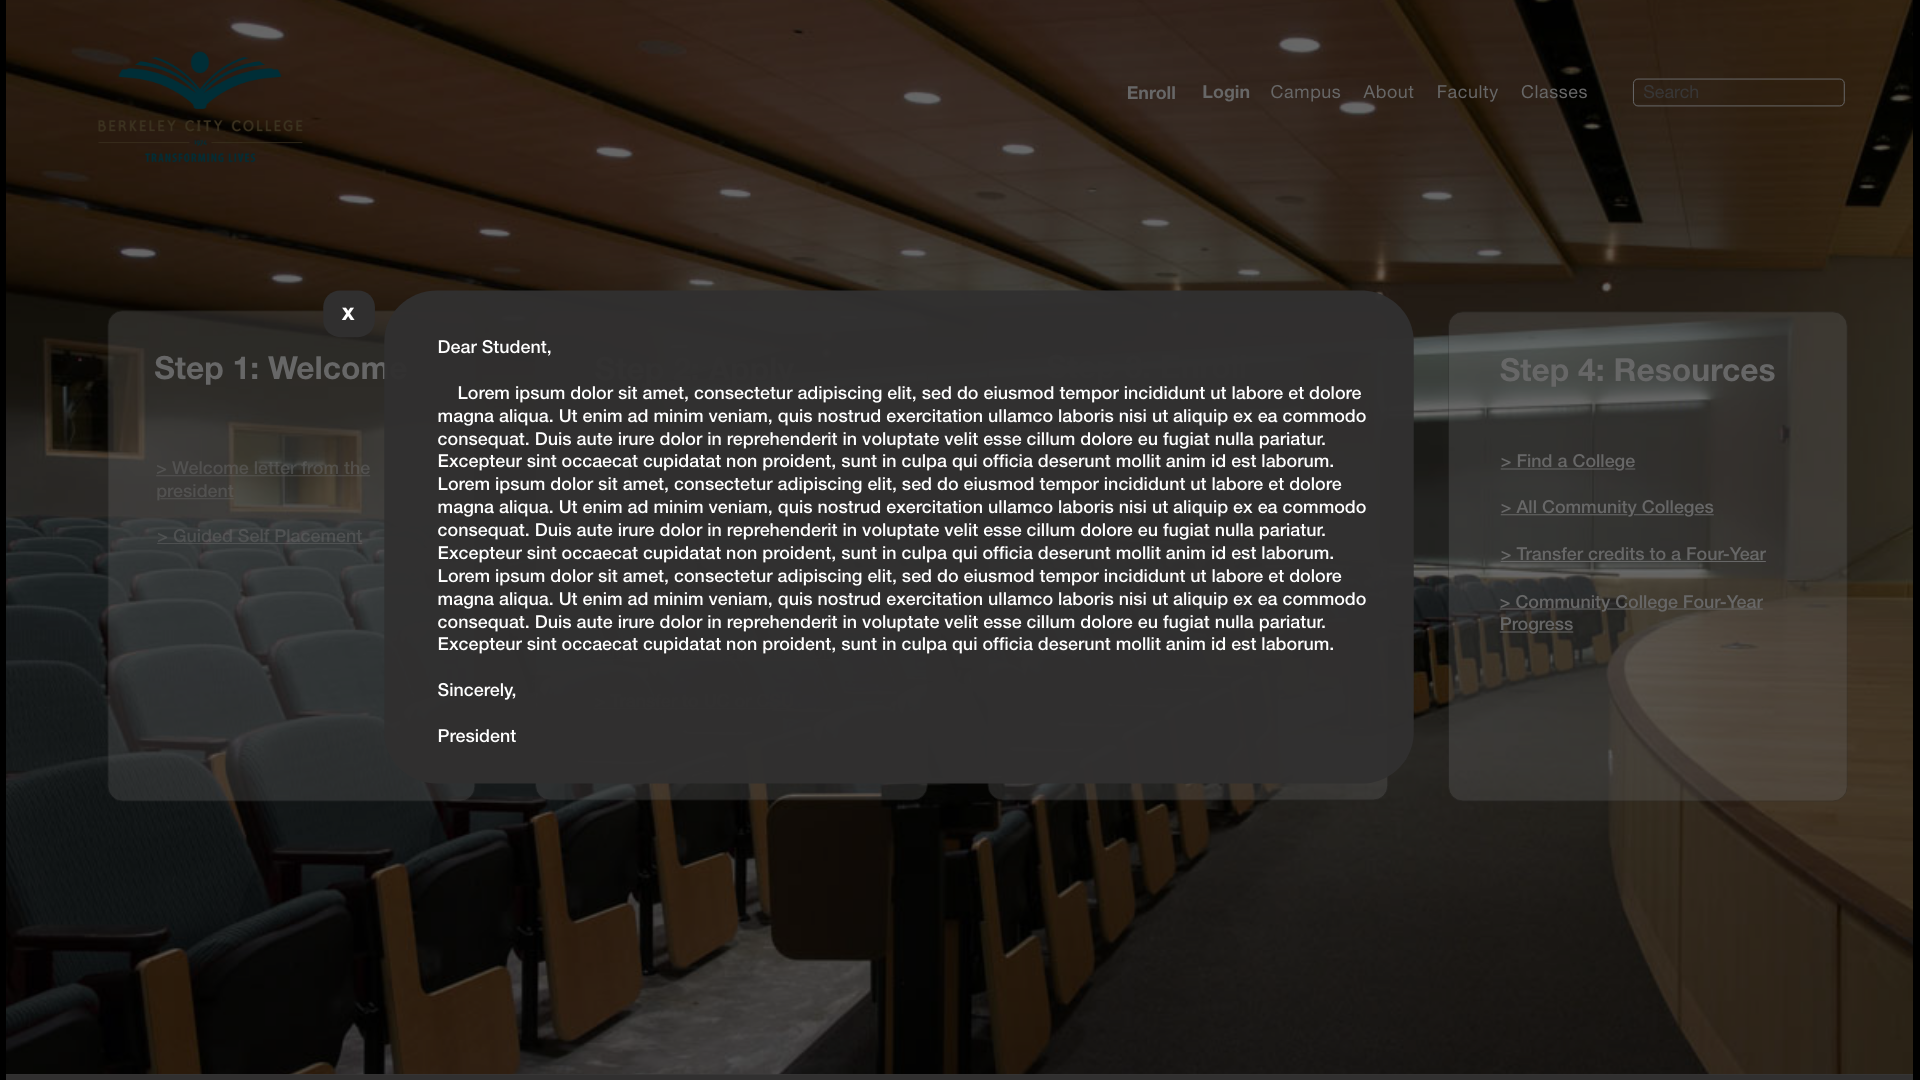 BERKELEY CITY COLLEGE
Enroll
Login
Campus
About
Faculty
Classes
Search
x
Step 1: Welcome
> Welcome letter from the
president
> Guided Self Placement
Dear Student,
Lorem ipsum dolor sit amet, consectetur adipiscing elit, sed do eiusmod tempor incididunt ut labore et dolore
magna aliqua. Ut enim ad minim veniam, quis nostrud exercitation ullamco laboris nisi ut aliquip ex ea commodo
consequat. Duis aute irure dolor in reprehenderit in voluptate velit esse cillum dolore eu fugiat nulla pariatur.
Excepteur sint occaecat cupidatat non proident, sunt in culpa qui officia deserunt mollit anim id est laborum.
Lorem ipsum dolor sit amet, consectetur adipiscing elit, sed do eiusmod tempor incididunt ut labore et dolore
magna aliqua. Ut enim ad minim veniam, quis nostrud exercitation ullamco laboris nisi ut aliquip ex ea commodo
consequat. Duis aute irure dolor in reprehenderit in voluptate velit esse cillum dolore eu fugiat nulla pariatur.
Excepteur sint occaecat cupidatat non proident, sunt in culpa qui officia deserunt mollit anim id est laborum.
Lorem ipsum dolor sit amet, consectetur adipiscing elit, sed do eiusmod tempor incididunt ut labore et dolore
magna aliqua. Ut enim ad minim veniam, quis nostrud exercitation ullamco laboris nisi ut aliquip ex ea commodo
consequat. Duis aute irure dolor in reprehenderit in voluptate velit esse cillum dolore eu fugiat nulla pariatur.
Excepteur sint occaecat cupidatat non proident, sunt in culpa qui officia deserunt mollit anim id est laborum.
Sincerely,
President
Step 4: Resources
> Find a College
> All Community Colleges
> Transfer credits to a Four-Year
> Community College Four-Year
Progress